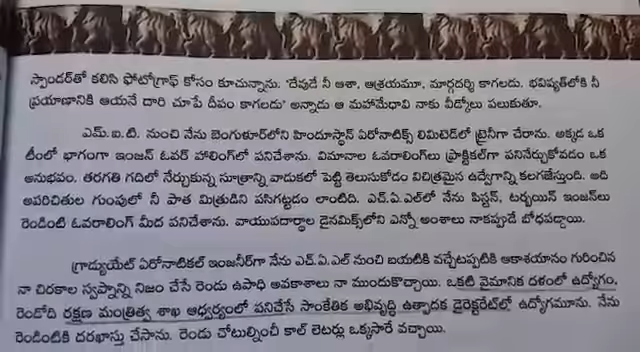 స్పాండర్‌తో కలిసి ఫోటోగ్రాఫ్ కోసం కూచున్నాను. 'దేవుడే నీ ఆశా, ఆశ్రయమూ, మార్గదర్శి కాగలడు. భవిష్యత్‌లోకి నీ
ప్రయాణానికి ఆయనే దారి చూపే దీపం కాగలడు' అన్నాడు ఆ మహామేధావి నాకు వీడ్కోలు పలుకుతూ.
ఎమ్.ఐ.టి. నుంచి నేను బెంగుళూర్‌లోని హిందూస్థాన్ ఏరోనాటిక్స్ లిమిటెడ్‌లో ట్రైనీగా చేరాను. అక్కడ ఒక
టీంలో భాగంగా ఇంజన్ ఓవర్ హాలింగ్‌లో పనిచేశాను. విమానాల ఓవరాలింగ్‌లు ప్రాక్టికల్‌గా పనినేర్చుకోవడం ఒక
అనుభవం. తరగతి గదిలో నేర్చుకున్న సూత్రాన్ని వాడుకలో పెట్టి తెలుసుకోడం విచిత్రమైన ఉద్వేగాన్ని కలగజేస్తుంది. అది
అపరిచితుల గుంపులో నీ పాత మిత్రుడిని పసిగట్టడం లాంటిది. ఎచ్.ఏ.ఎల్‌లో నేను పిస్టన్, టర్బయిన్ ఇంజన్‌లు
రెండింటి ఓవరాలింగ్ మీద పనిచేశాను. వాయుపదార్థాల డైనమిక్స్‌లోని ఎన్నో అంశాలు నాకప్పుడే బోధపడ్డాయి.
గ్రాడ్యుయేట్ ఏరోనాటికల్ ఇంజనీర్‌గా నేను ఎచ్.ఏ.ఎల్ నుంచి బయటికి వచ్చేటప్పటికి ఆకాశయానం గురించిన
నా చిరకాల స్వప్నాన్ని నిజం చేసే రెండు ఉపాధి అవకాశాలు నా ముందుకొచ్చాయి. ఒకటి వైమానిక దళంలో ఉద్యోగం,
రెండోది రక్షణ మంత్రిత్వ శాఖ ఆధ్వర్యంలో పనిచేసే సాంకేతిక అభివృద్ధి ఉత్పాదక డైరెక్టరేట్‌లో ఉద్యోగమూను. నేను
రెండింటికి దరఖాస్తు చేసాను. రెండు చోటుల్నించీ కాల్ లెటర్లు ఒక్కసారే వచ్చాయి.